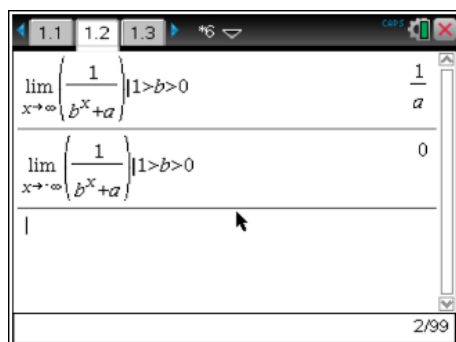 1.1 1.2 1.3 *6 CAPS
lim x→∞ (1/(b^x+a))|1>b>0 1/a
lim x→-∞ (1/(b^x+a))|1>b>0 0
2/99